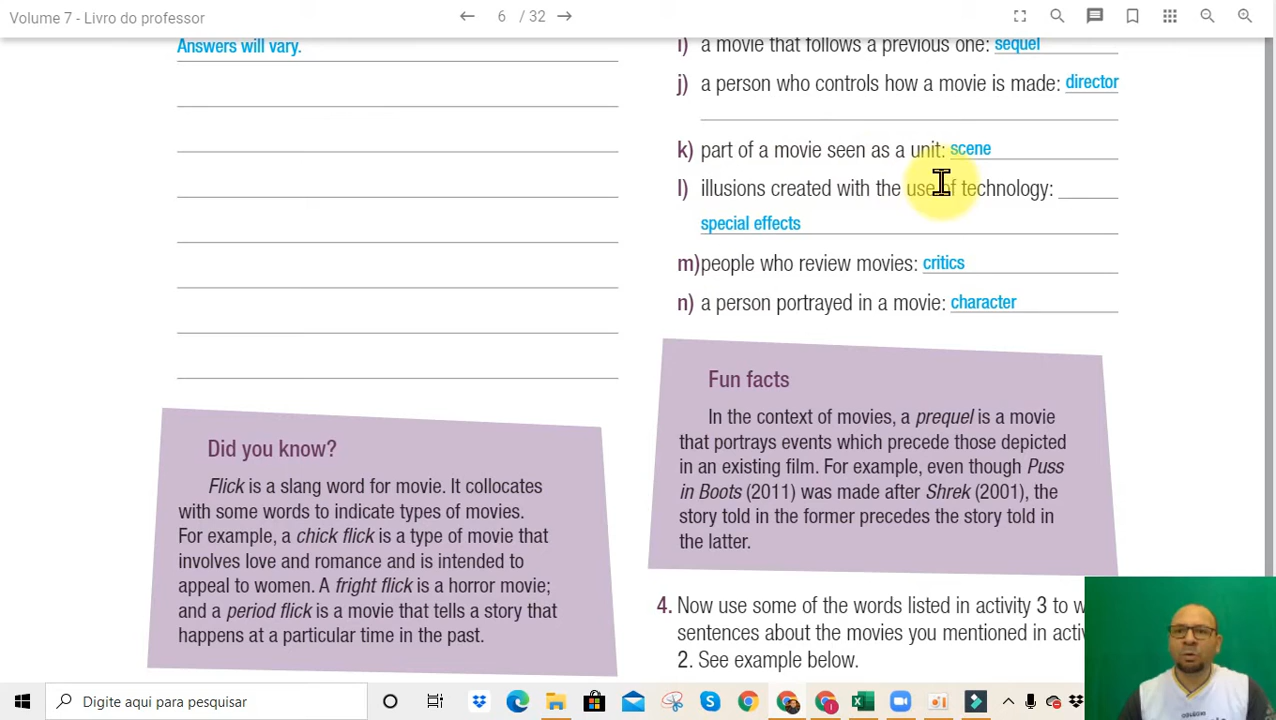 Volume 7 - Livro do professor
6 / 32
Answers will vary.
i) a movie that follows a previous one: sequel
j) a person who controls how a movie is made: director
k) part of a movie seen as a unit: scene
l) illusions created with the use of technology:
special effects
m) people who review movies: critics
n) a person portrayed in a movie: character
Did you know?
Flick is a slang word for movie. It collocates
with some words to indicate types of movies.
For example, a chick flick is a type of movie that
involves love and romance and is intended to
appeal to women. A fright flick is a horror movie;
and a period flick is a movie that tells a story that
happens at a particular time in the past.
Fun facts
In the context of movies, a prequel is a movie
that portrays events which precede those depicted
in an existing film. For example, even though Puss
in Boots (2011) was made after Shrek (2001), the
story told in the former precedes the story told in
the latter.
4. Now use some of the words listed in activity 3 to
sentences about the movies you mentioned in
2. See example below.
Digite aqui para pesquisar